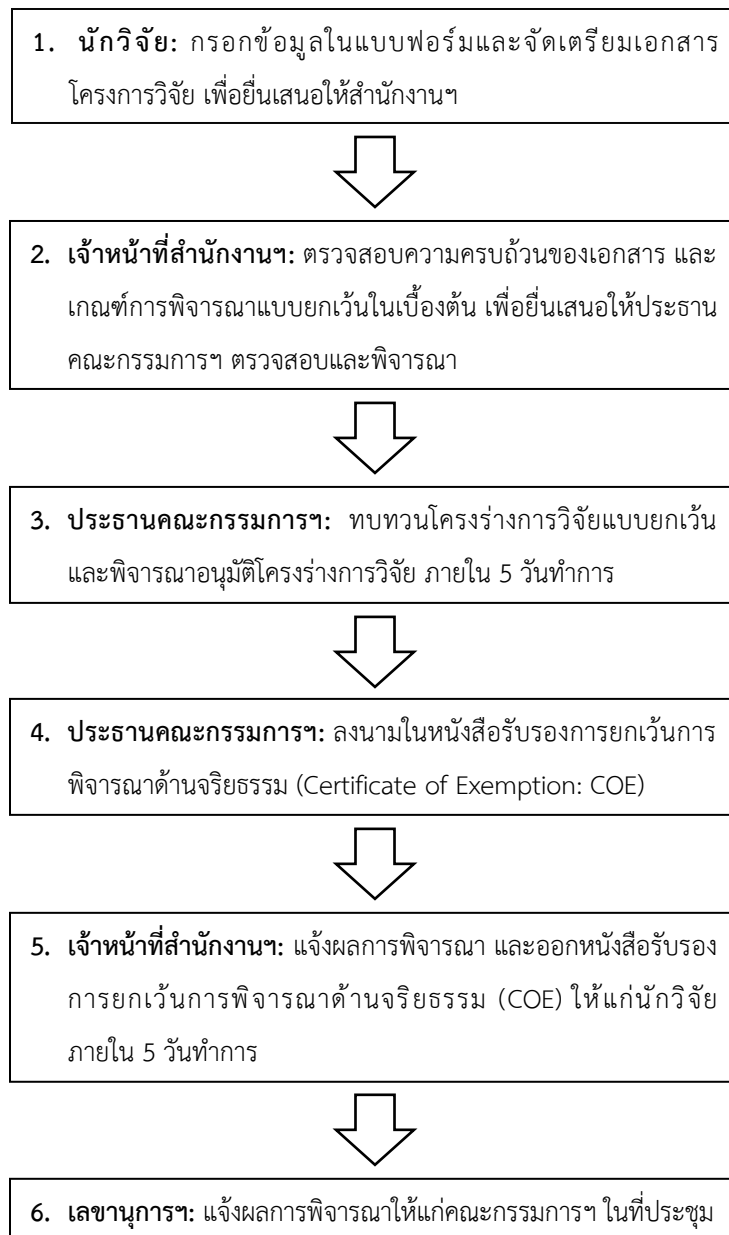 1. นักวิจัย: กรอกข้อมูลในแบบฟอร์มและจัดเตรียมเอกสาร
โครงการวิจัย เพื่อยื่นเสนอให้สำนักงานฯ
2. เจ้าหน้าที่สำนักงานฯ: ตรวจสอบความครบถ้วนของเอกสาร และ
เกณฑ์การพิจารณาแบบยกเว้นในเบื้องต้น เพื่อยื่นเสนอให้ประธาน
คณะกรรมการฯ ตรวจสอบและพิจารณา
3. ประธานคณะกรรมการฯ: ทบทวนโครงร่างการวิจัยแบบยกเว้น
และพิจารณาอนุมัติโครงร่างการวิจัย ภายใน 5 วันทำการ
4. ประธานคณะกรรมการฯ: ลงนามในหนังสือรับรองการยกเว้นการ
พิจารณาด้านจริยธรรม (Certificate of Exemption: COE)
5. เจ้าหน้าที่สำนักงานฯ: แจ้งผลการพิจารณา และออกหนังสือรับรอง
การยกเว้นการพิจารณาด้านจริยธรรม (COE) ให้แก่นักวิจัย
ภายใน 5 วันทำการ
6. เลขานุการฯ: แจ้งผลการพิจารณาให้แก่คณะกรรมการฯ ในที่ประชุม